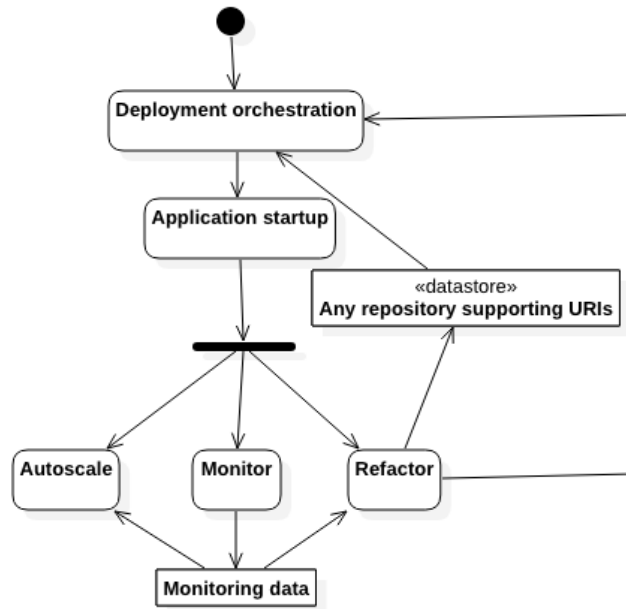 Deployment orchestration
Application startup
«datastore»
Any repository supporting URIs
Autoscale
Monitor
Refactor
Monitoring data